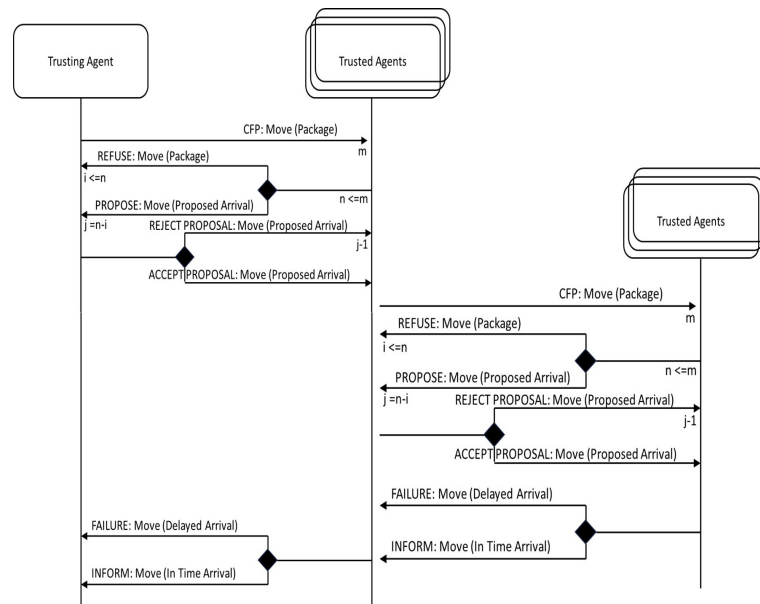 Trusting Agent
Trusted Agents
CFP: Move (Package)
m
REFUSE: Move (Package)
i <=n
n <=m
PROPOSE: Move (Proposed Arrival)
j =n-i
REJECT PROPOSAL: Move (Proposed Arrival)
j-1
ACCEPT PROPOSAL: Move (Proposed Arrival)
Trusted Agents
CFP: Move (Package)
m
REFUSE: Move (Package)
i <=n
n <=m
PROPOSE: Move (Proposed Arrival)
j =n-i
REJECT PROPOSAL: Move (Proposed Arrival)
j-1
ACCEPT PROPOSAL: Move (Proposed Arrival)
FAILURE: Move (Delayed Arrival)
INFORM: Move (In Time Arrival)
FAILURE: Move (Delayed Arrival)
INFORM: Move (In Time Arrival)